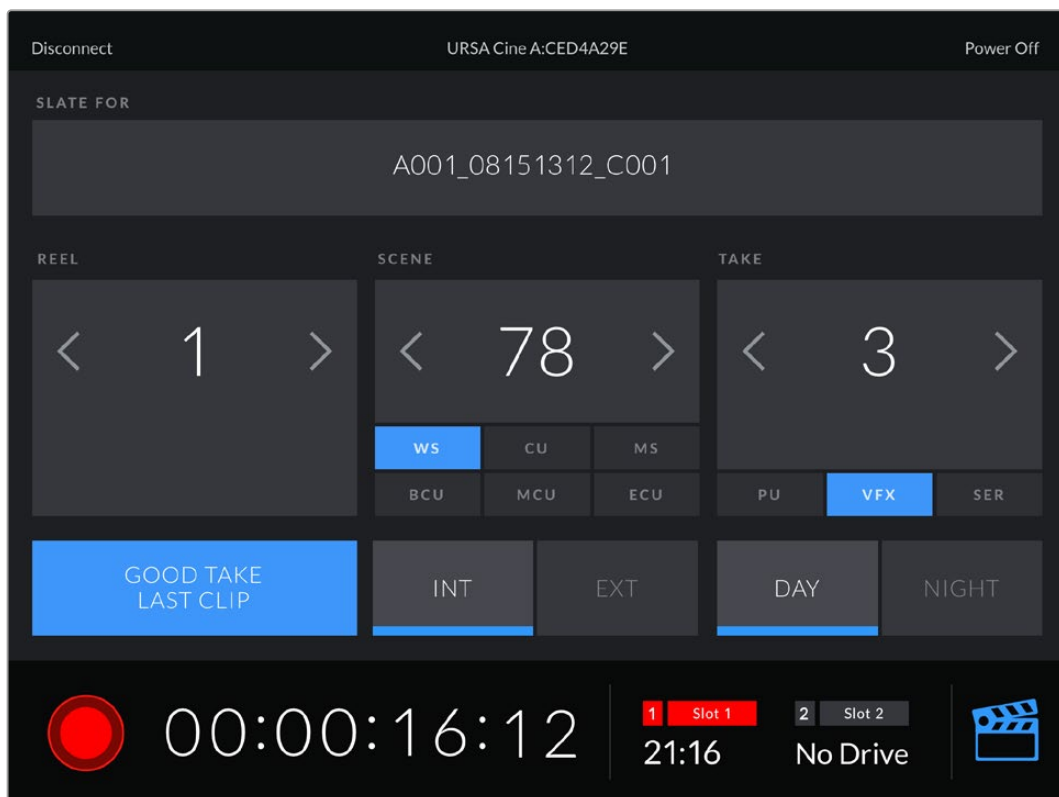 Disconnect URSA Cine A:CED4A29E Power Off
SLATE FOR
A001_08151312_C001
REEL SCENE TAKE
< 1 > < 78 > < 3 >
WS CU MS
BCU MCU ECU PU VFX SER
GOOD TAKE
LAST CLIP
INT EXT DAY NIGHT
00:00:16:12
1 Slot 1 2 Slot 2
21:16 No Drive